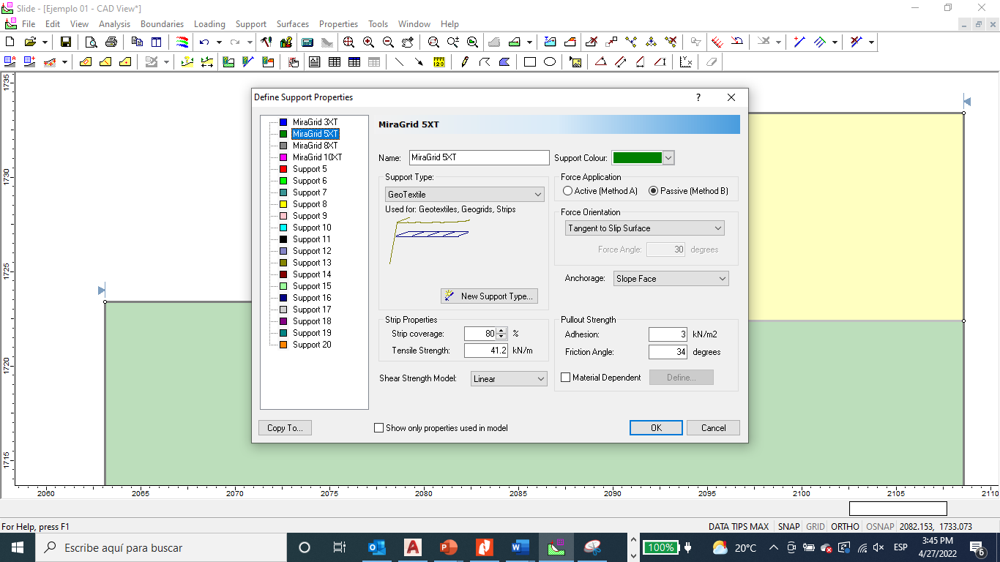 Slide - [Ejemplo 01 - CAD View*]
File Edit View Analysis Boundaries Loading Support Surfaces Properties Tools Window Help
Define Support Properties
?
MiraGrid 3XT
MiraGrid 5XT
MiraGrid 8XT
MiraGrid 10XT
Support 5
Support 6
Support 7
Support 8
Support 9
Support 10
Support 11
Support 12
Support 13
Support 14
Support 15
Support 16
Support 17
Support 18
Support 19
Support 20
MiraGrid 5XT
Name: MiraGrid 5XT
Support Colour:
Support Type:
GeoTextile
Used for: Geotextiles, Geogrids, Strips
New Support Type...
Force Application
Active (Method A) Passive (Method B)
Force Orientation
Tangent to Slip Surface
Force Angle: 30 degrees
Anchorage: Slope Face
Strip Properties
Strip coverage: 80 %
Tensile Strength: 41.2 kN/m
Pullout Strength
Adhesion: 3 kN/m2
Friction Angle: 34 degrees
Material Dependent Define...
Shear Strength Model: Linear
Copy To...
Show only properties used in model
OK Cancel
1735
1730
1725
1720
1715
2060 2065 2070 2075 2080 2085 2090 2095 2100 2105 2110
For Help, press F1
DATA TIPS MAX SNAP GRID ORTHO OSNAP 2082.153, 1733.073
Escribe aquí para buscar
100%
20°C
ESP
3:45 PM
4/27/2022
6